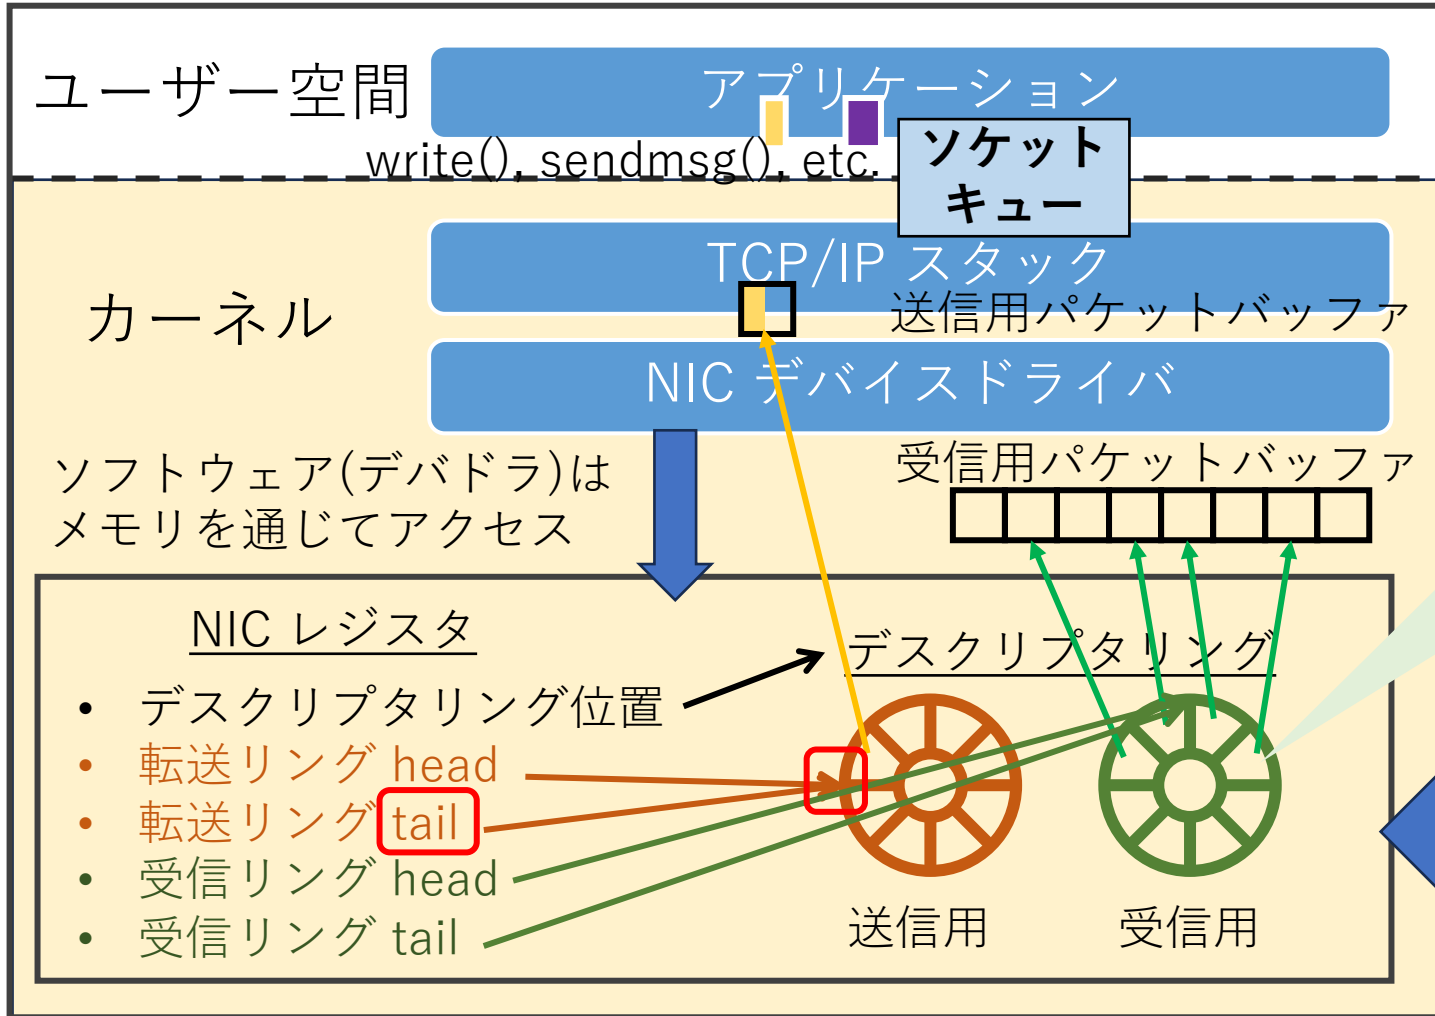 ユーザー空間
アプリケーション
write(), sendmsg(), etc.
ソケット
キュー
TCP/IP スタック
カーネル
送信用パケットバッファ
NIC デバイスドライバ
ソフトウェア(デバドラ)は
メモリを通じてアクセス
受信用パケットバッファ
NIC レジスタ
デスクリプタリング
• デスクリプタリング位置
• 転送リング head
• 転送リング tail
• 受信リング head
• 受信リング tail
送信用
受信用